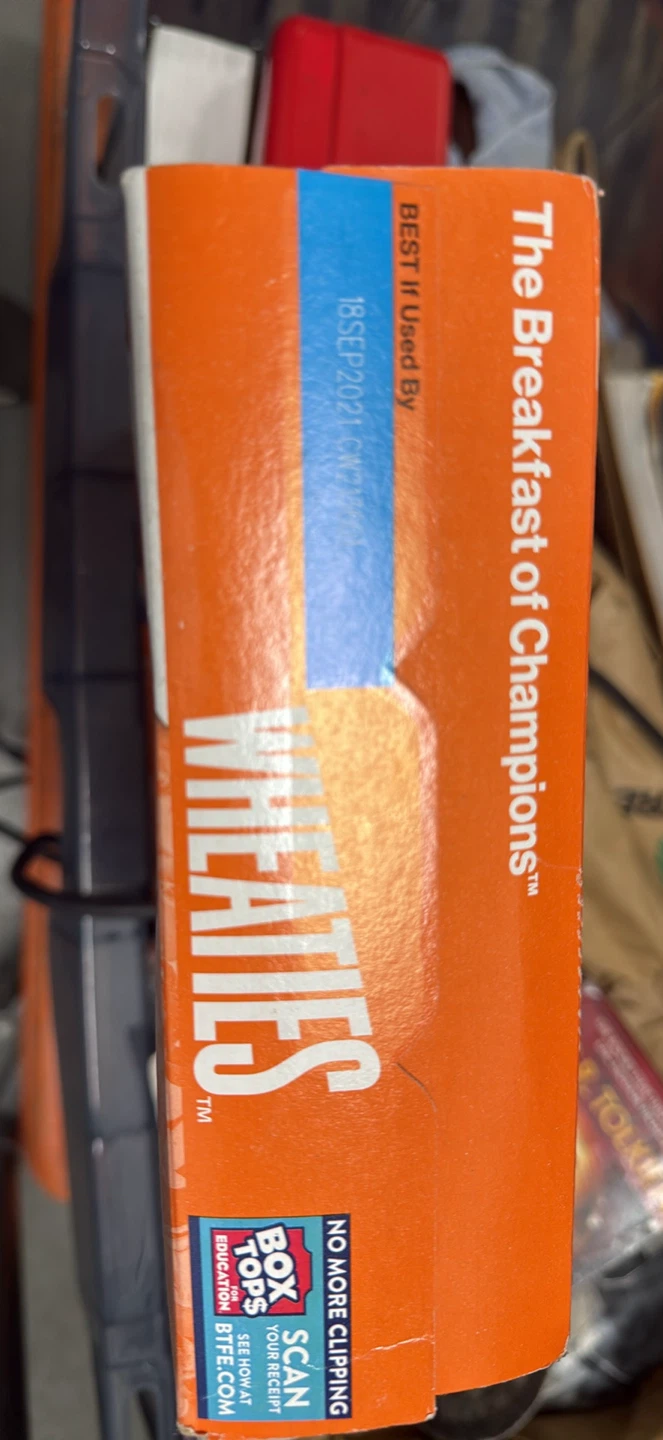 The Breakfast of Champions™
BEST If Used By
18SEP2021
WHEATIES™
NO MORE CLIPPING
BOX
TOPS
FOR
EDUCATION
SCAN
YOUR RECEIPT
SEE HOW AT
BTFE.COM